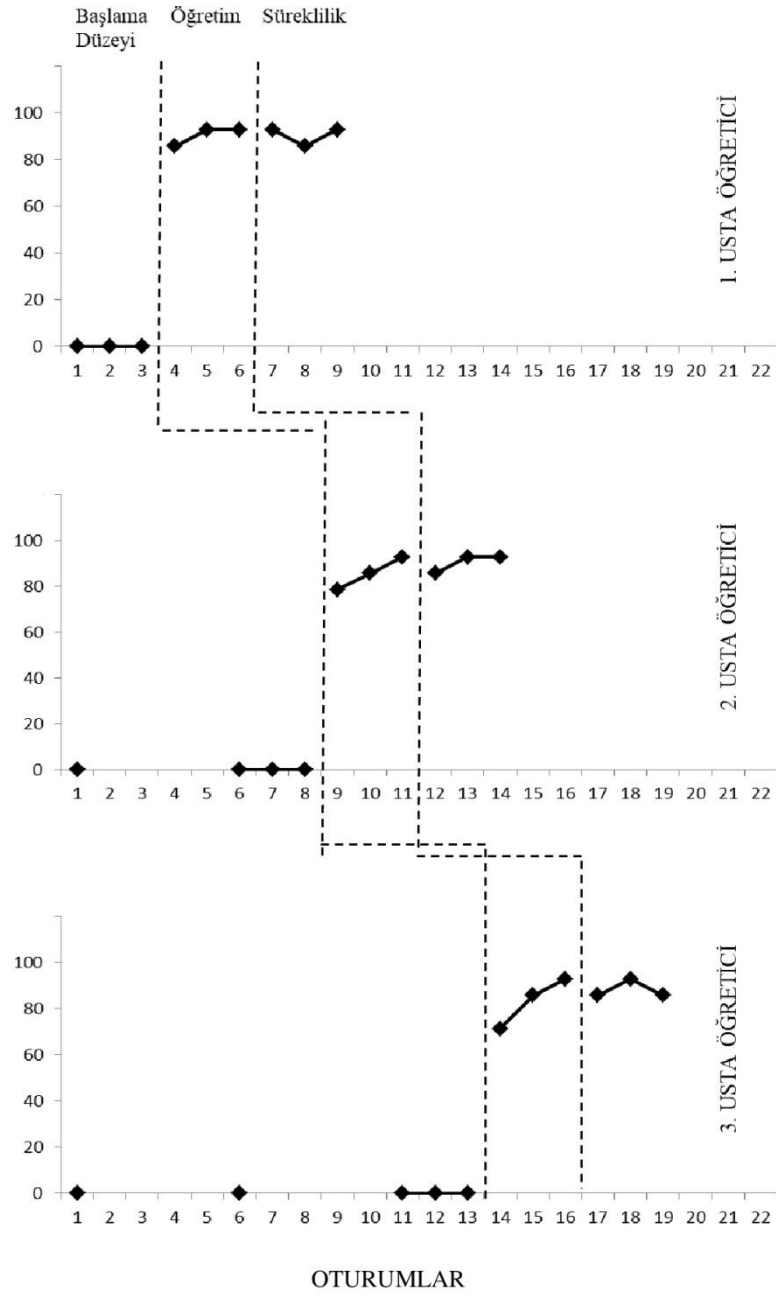 Başlama Öğretim Süreklilik
Düzeyi
100
80
60
40
20
0
1 2 3 4 5 6 7 8 9 10 11 12 13 14 15 16 17 18 19 20 21 22
1. USTA ÖĞRETİCİ
100
80
60
40
20
0
1 2 3 4 5 6 7 8 9 10 11 12 13 14 15 16 17 18 19 20 21 22
2. USTA ÖĞRETİCİ
100
80
60
40
20
0
1 2 3 4 5 6 7 8 9 10 11 12 13 14 15 16 17 18 19 20 21 22
3. USTA ÖĞRETİCİ
OTURUMLAR